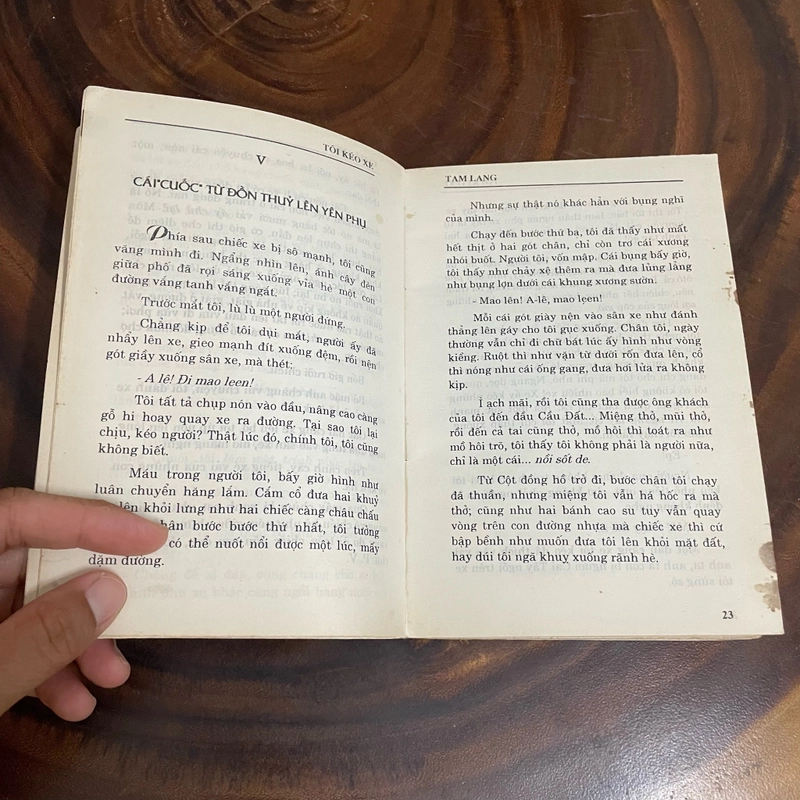 TÔI KÉO XE
V
CÁI "CUỐC" TỪ ĐỒN THUỶ LÊN YÊN PHỤ
Phía sau chiếc xe bị sô mạnh, tôi cũng
văng mình đi. Ngẩng nhìn lên, ánh cây đèn
giữa phố đã rọi sáng xuống vỉa hè một con
đường vắng tanh vắng ngắt.
Trước mắt tôi, lù lù một người đứng.
Chẳng kịp để tôi dụi mắt, người ấy đã
nhẩy lên xe, gieo mạnh đít xuống đệm, rồi nện
gót giầy xuống sân xe, mà thét:
- A lê! Đi mao leen!
Tôi tất tả chụp nón vào đầu, nâng cao càng
gỗ hì hoay quay xe ra đường. Tại sao tôi lại
chịu, kéo người? Thật lúc đó, chính tôi, tôi cũng
không biết.
Máu trong người tôi, bấy giờ hình như
luân chuyển hăng lắm. Cầm cổ đưa hai khuỷ
lên khỏi lưng như hai chiếc càng châu chấu
bước bước thứ nhất, tôi tưởng
có thể nuốt nổi được một lúc, mấy
dặm đường.
TAM LANG
Nhưng sự thật nó khác hẳn với bụng nghĩ
của mình.
Chạy đến bước thứ ba, tôi đã thấy như mất
hết thịt ở hai gót chân, chỉ còn trơ cái xương
nhói buốt. Người tôi, vốn mập. Cái bụng bấy giờ,
tôi thấy như chảy xệ thêm ra mà đưa lủng lẳng
như bụng lợn dưới cái khung xương sườn.
- Mao lên! A-lê, mao leen!
Mỗi cái gót giày nện vào sân xe như đánh
thẳng lên gáy cho tôi gục xuống. Chân tôi, ngày
thường vẫn chỉ đi chữ bát lúc ấy hình như vòng
kiềng. Ruột thì như vặn từ dưới rốn đưa lên, cổ
thì nóng như cái ống gang, đưa hơi lửa ra không
kịp.
Ì ạch mãi, rồi tôi cũng tha được ông khách
của tôi đến đầu Cầu Đất... Miệng thở, mũi thở,
rồi đến cả tai cũng thở, mồ hôi thì toát ra như
mồ hôi trõ, tôi thấy tôi không phải là người nữa,
chỉ là một cái... nồi sốt de.
Từ Cột đồng hồ trở đi, bước chân tôi chạy
đã thuần, nhưng miệng tôi vẫn há hốc ra mà
thở; cũng như hai bánh cao su tuy vẫn quay
vòng trên con đường nhựa mà chiếc xe thì cứ
bập bềnh như muốn đưa tôi lên khỏi mặt đất,
hay dúi tôi ngã khuỵ xuống rãnh hè.
23